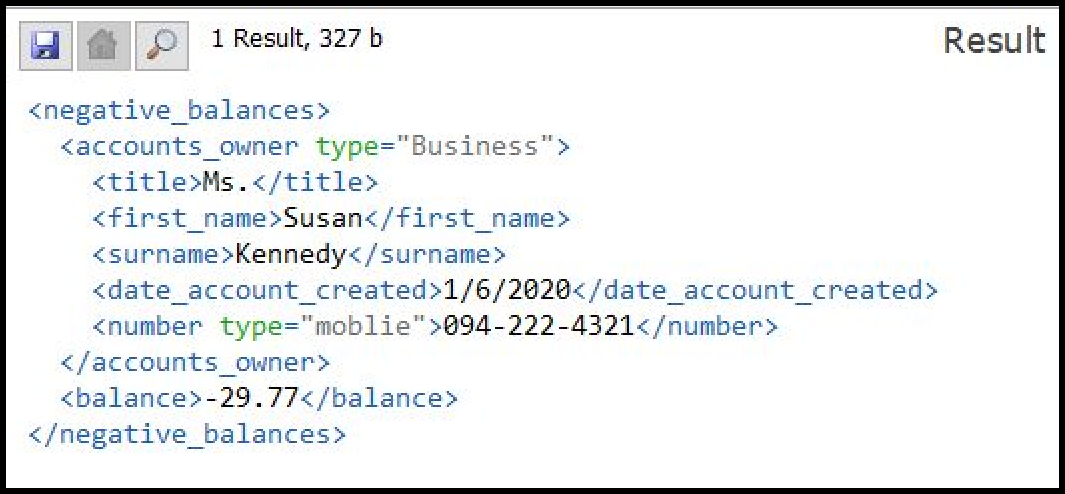 1 Result, 327 b
Result
<negative_balances>
  <accounts_owner type="Business">
    <title>Ms.</title>
    <first_name>Susan</first_name>
    <surname>Kennedy</surname>
    <date_account_created>1/6/2020</date_account_created>
    <number type="moblie">094-222-4321</number>
  </accounts_owner>
  <balance>-29.77</balance>
</negative_balances>